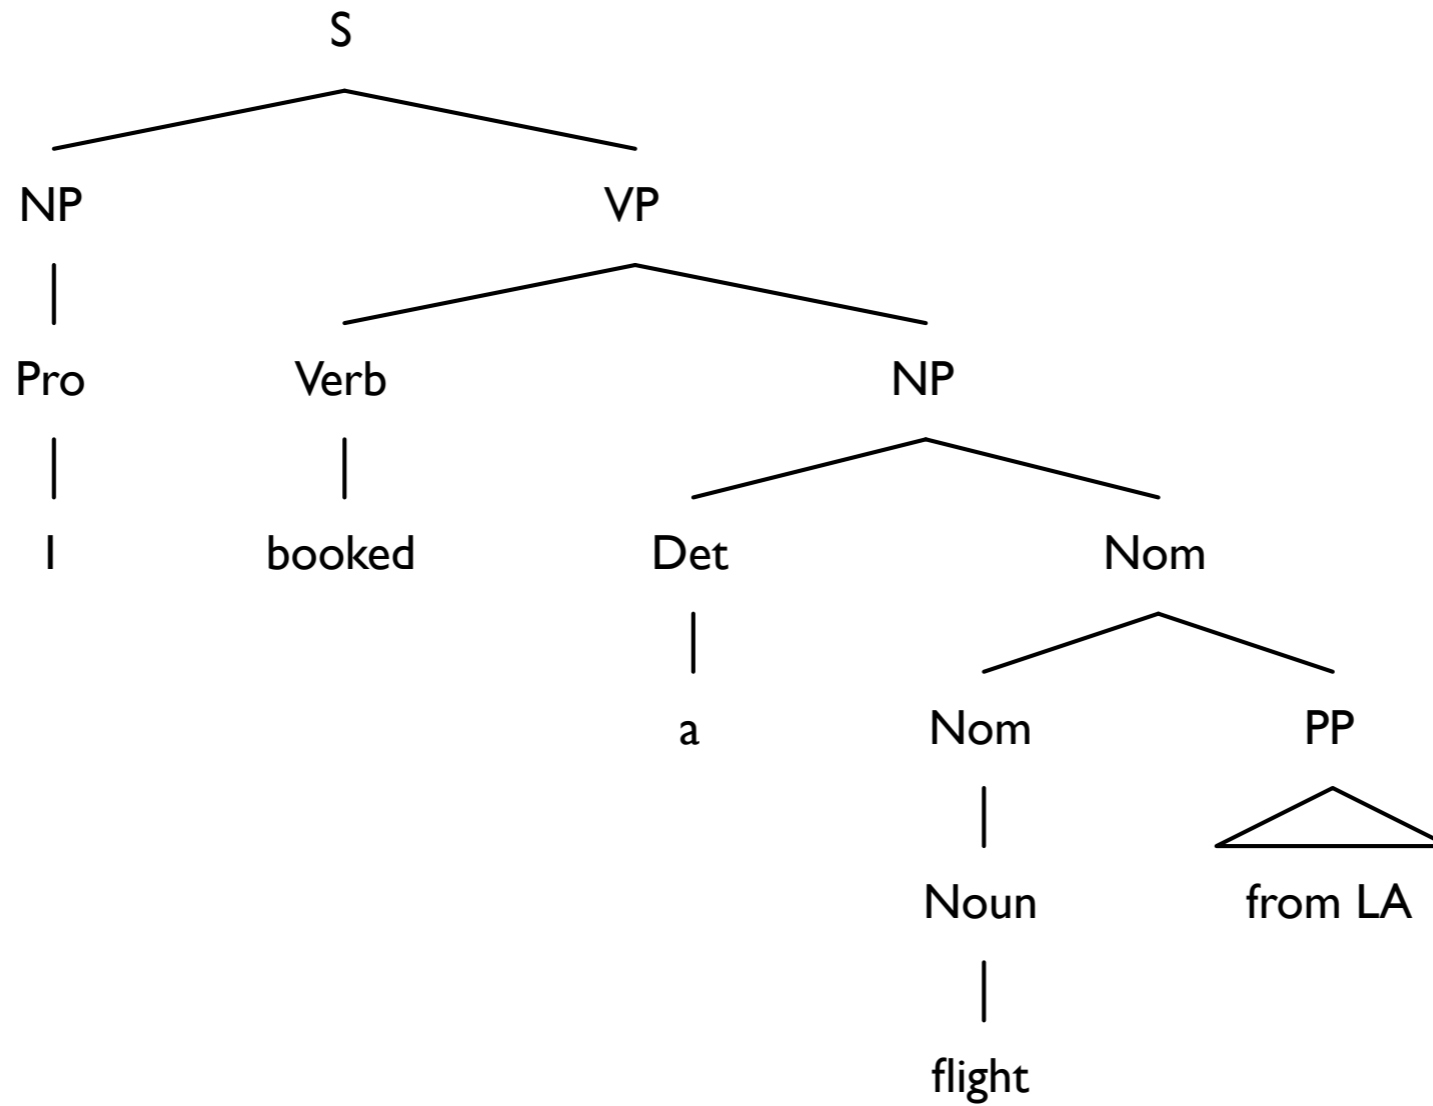 S
NP VP
Pro Verb NP
I booked Det Nom
a Nom PP
Noun from LA
flight